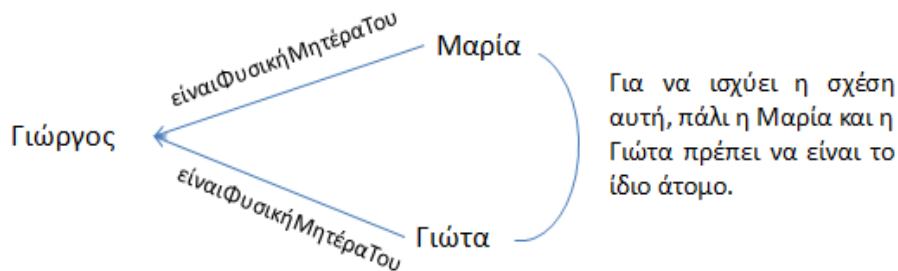 είναιΦυσικήΜητέραΤου
Μαρία
Γιώργος
είναιΦυσικήΜητέραΤου
Γιώτα
Για να ισχύει η σχέση
αυτή, πάλι η Μαρία και η
Γιώτα πρέπει να είναι το
ίδιο άτομο.